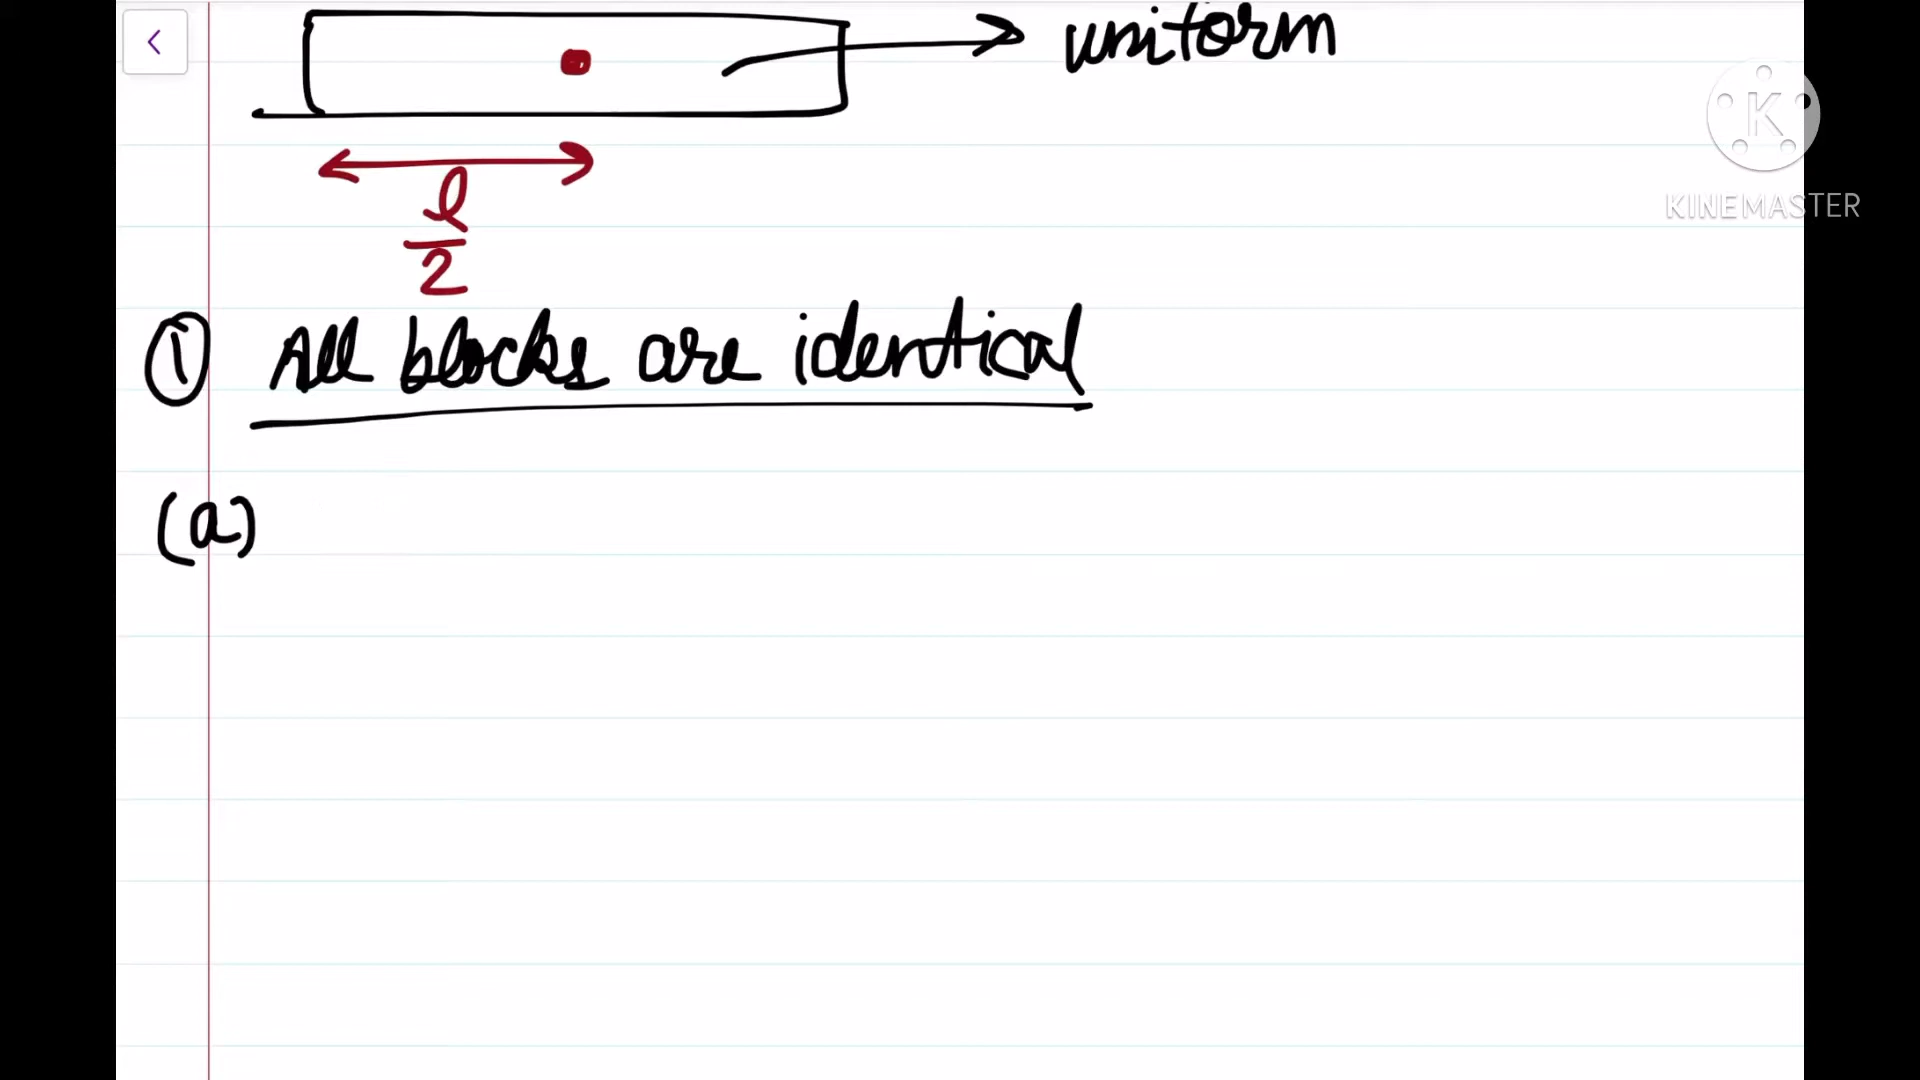 uniform
l
2
① All blocks are identical
(a)
K
KINEMASTER